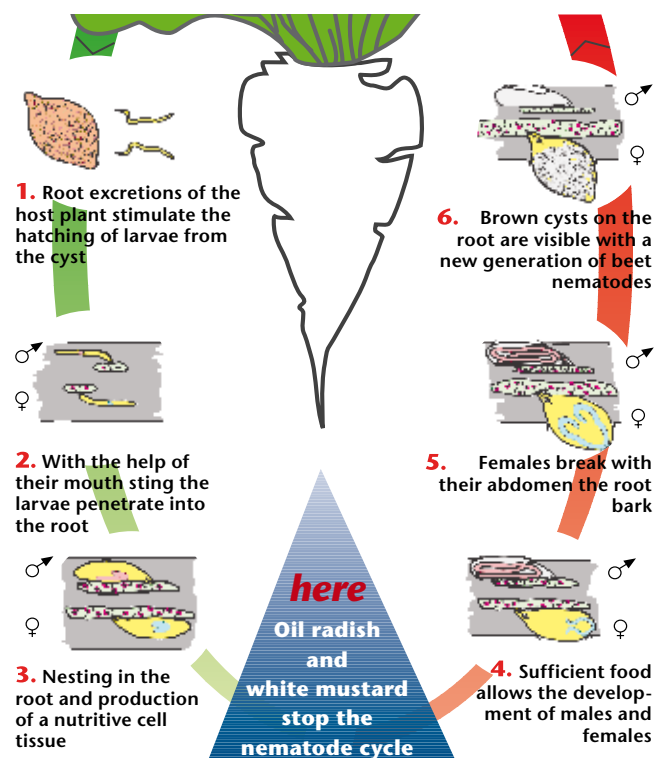 1. Root excretions of the
host plant stimulate the
hatching of larvae from
the cyst
2. With the help of
their mouth sting the
larvae penetrate into
the root
3. Nesting in the
root and production
of a nutritive cell
tissue
here
Oil radish
and
white mustard
stop the
nematode cycle
4. Sufficient food
allows the develop-
ment of males and
females
5. Females break with
their abdomen the root
bark
6. Brown cysts on the
root are visible with a
new generation of beet
nematodes